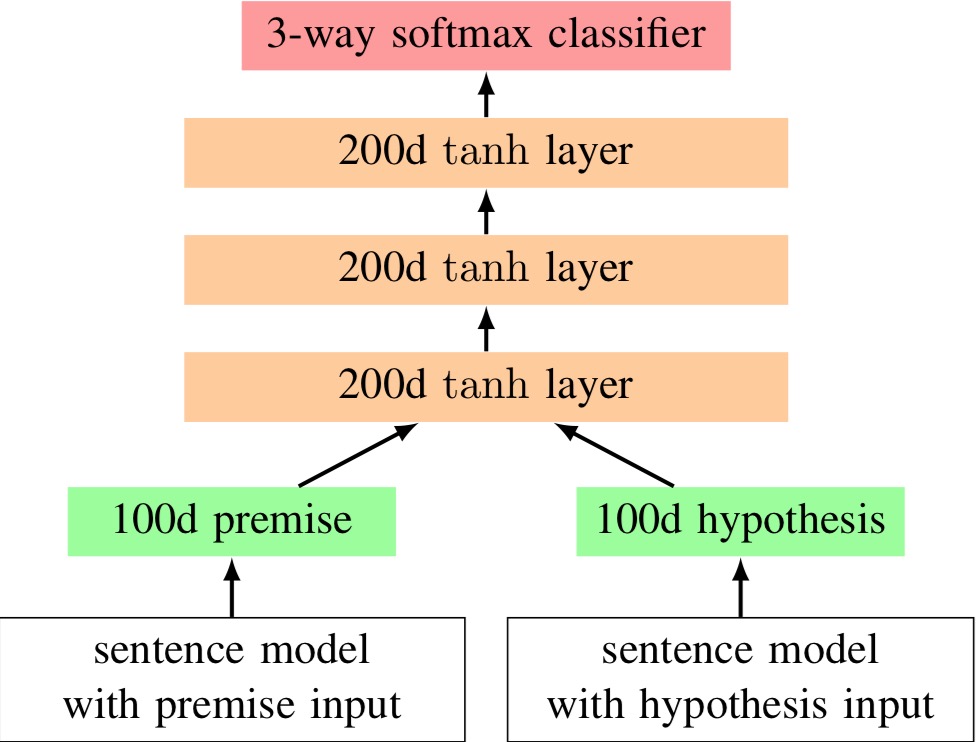 3-way softmax classifier
200d tanh layer
200d tanh layer
200d tanh layer
100d premise
100d hypothesis
sentence model
with premise input
sentence model
with hypothesis input